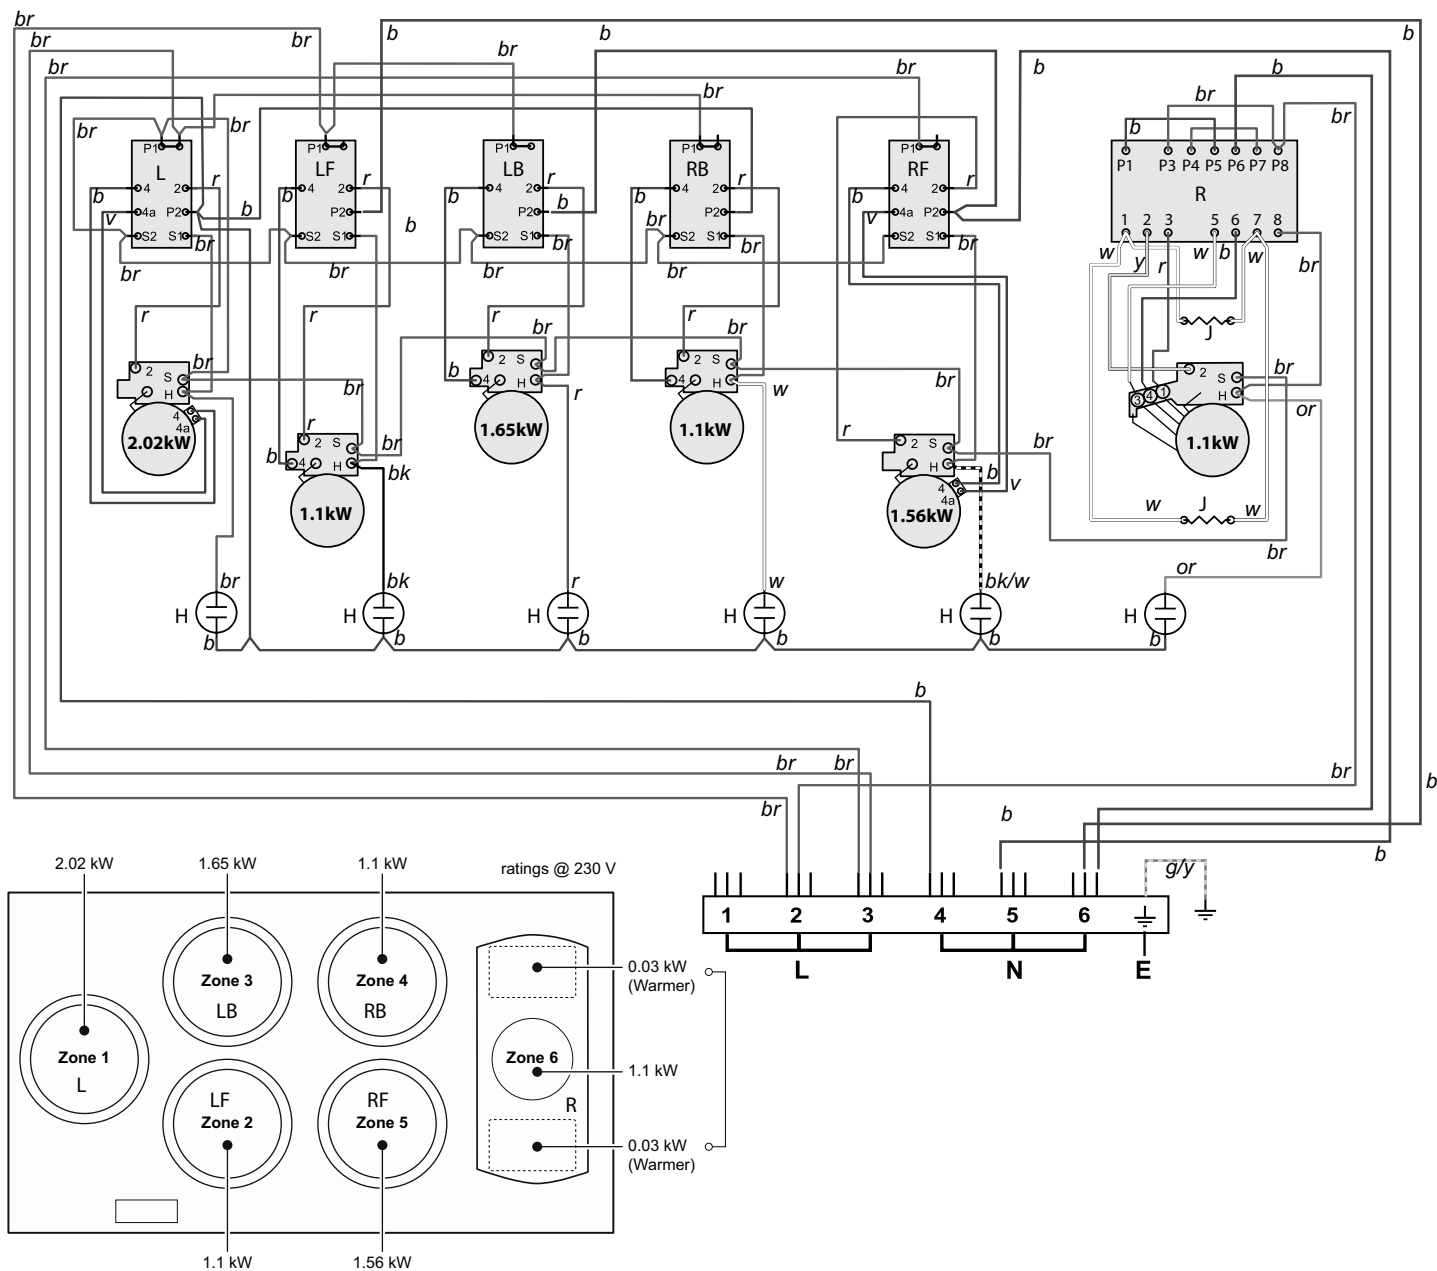 br
br b b
br br
br br b b
br
b
br br
P1 L
P1 LF
P1 LB
P1 RB
P1 RF
P1 P3 P4 P5 P6 P7 P8
R
4 2 r
4a P2
S2 S1
b v b br br
4 2 r
P2
S2 S1
b b br
4 2 r
P2 b
S2 S1
b
4 2 r
P2
S2 S1
b br br
4 2 r
4a P2
S2 S1
b v br
1 2 3 5 6 7 8
w y r w b w br
r r r r
J
br br
2 S br
H
4
4a
2.02kW
br
r 2 S br
b 4 H bk
1.1kW
2 S
b 4 H r
1.65kW
2 S br
4 H w
1.1kW
r 2 S br
H b
4 v
4a
1.56kW
2 S br
H or
3 4 1
1.1kW
w J w
br
br bk r w bk/w or
H H H H H H
b b b b b b
b
br br br
b
br b
b
g/y
1 2 3 4 5 6
L N E
2.02 kW 1.65 kW 1.1 kW ratings @ 230 V
Zone 3 Zone 4
LB RB
0.03 kW
(Warmer)
Zone 1
L
Zone 6
1.1 kW
R
LF RF
Zone 2 Zone 5
0.03 kW
(Warmer)
1.1 kW 1.56 kW